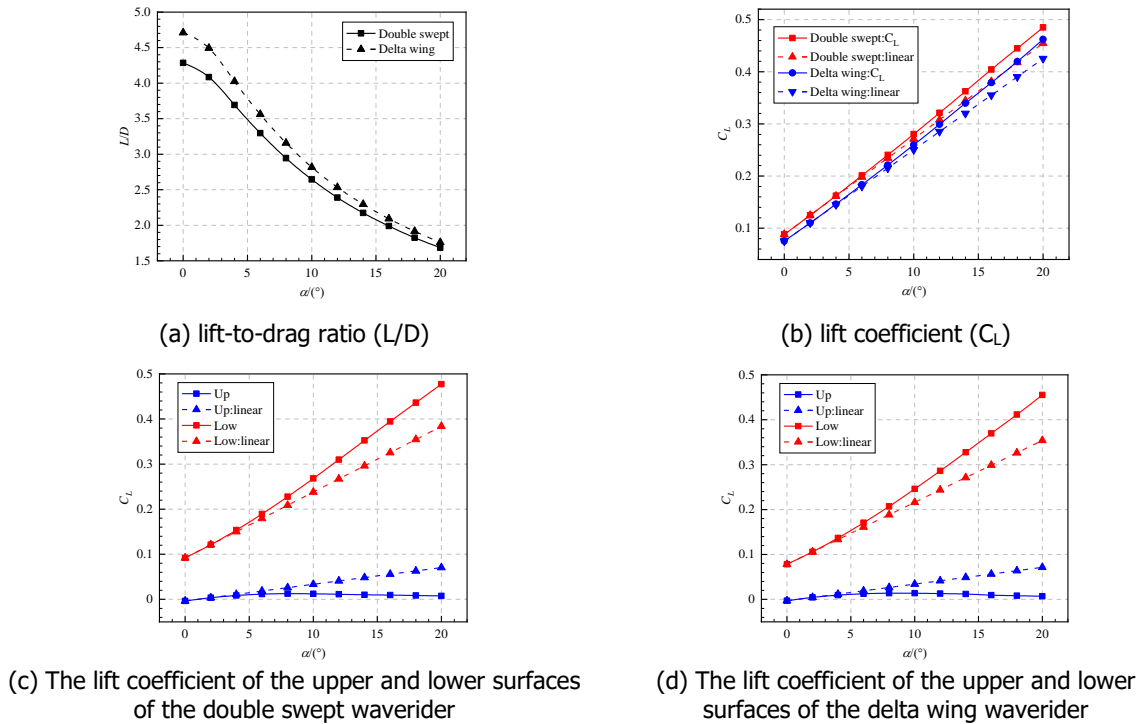 5.0
4.5
4.0
3.5
3.0
2.5
2.0
1.5
L/D
Double swept
Delta wing
0 5 10 15 20
α/(°)
(a) lift-to-drag ratio (L/D)
0.5
0.4
0.3
0.2
0.1
C_L
Double swept:C_L
Double swept:linear
Delta wing:C_L
Delta wing:linear
0 5 10 15 20
α/(°)
(b) lift coefficient (C_L)
0.5
0.4
0.3
0.2
0.1
0
C_L
Up
Up:linear
Low
Low:linear
0 5 10 15 20
α/(°)
(c) The lift coefficient of the upper and lower surfaces
of the double swept waverider
0.5
0.4
0.3
0.2
0.1
0
C_L
Up
Up:linear
Low
Low:linear
0 5 10 15 20
α/(°)
(d) The lift coefficient of the upper and lower
surfaces of the delta wing waverider